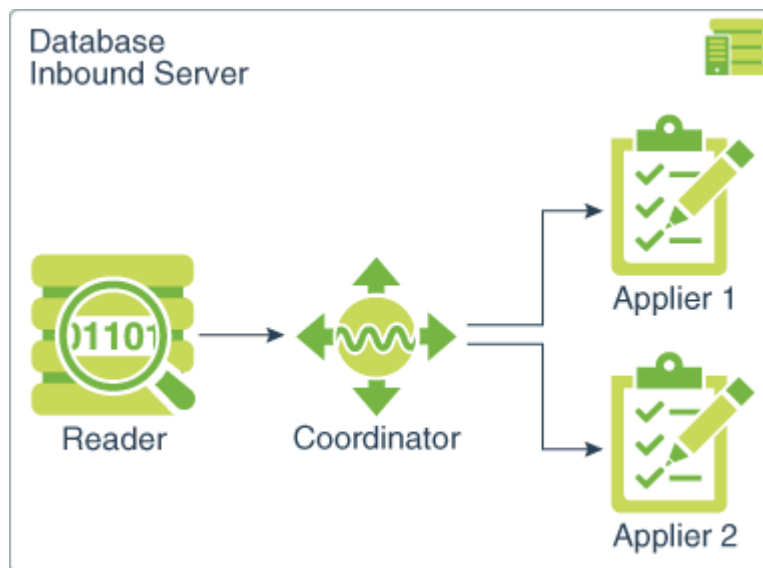 Database
Inbound Server
Applier 1
01101
Reader
Coordinator
Applier 2